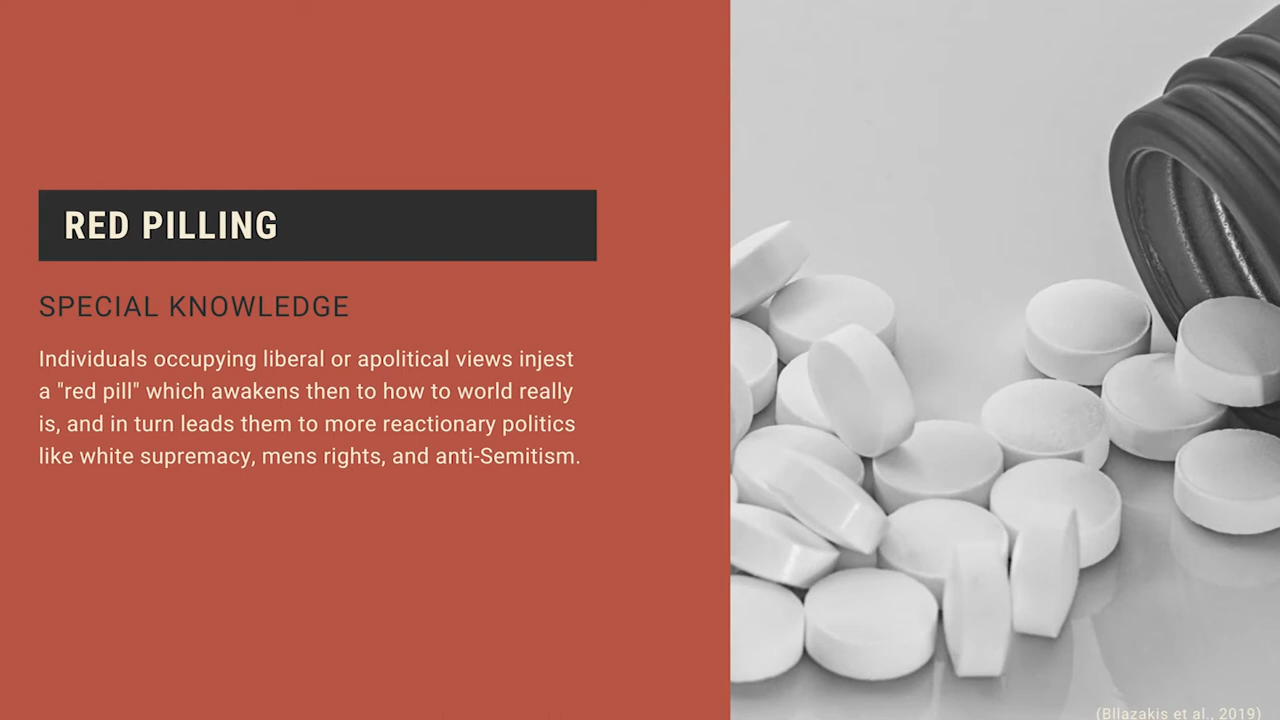 RED PILLING
SPECIAL KNOWLEDGE
Individuals occupying liberal or apolitical views injest
a "red pill" which awakens then to how to world really
is, and in turn leads them to more reactionary politics
like white supremacy, mens rights, and anti-Semitism.
(Bllazakis et al., 2019)